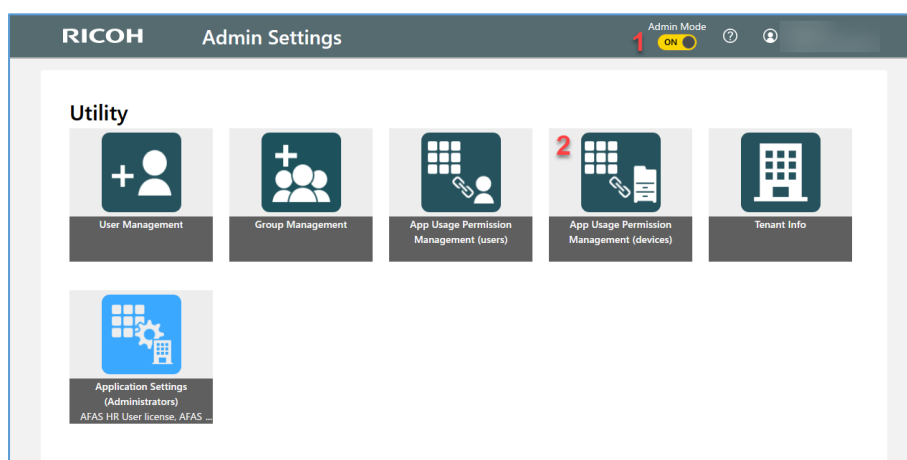 RICOH
Admin Settings
Admin Mode
1
ON
?
Utility
2
User Management
Group Management
App Usage Permission
Management (users)
App Usage Permission
Management (devices)
Tenant Info
Application Settings
(Administrators)
AFAS HR User license, AFAS ...